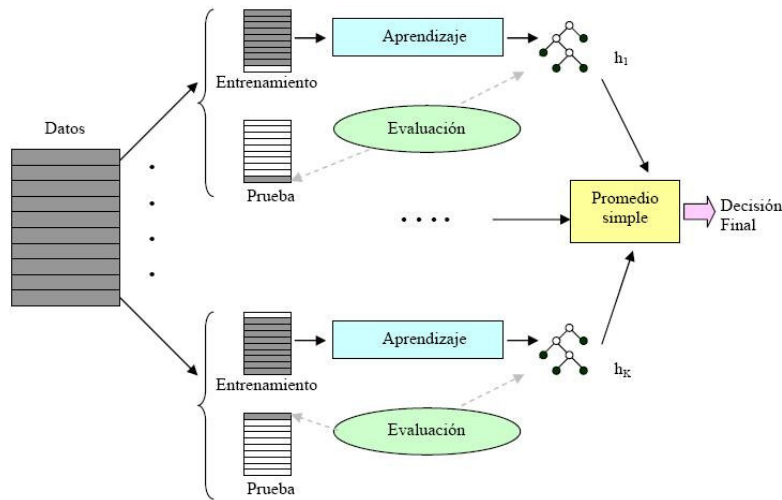 Datos
Entrenamiento
Aprendizaje
h1
Evaluación
Prueba
Promedio
simple
Decisión
Final
Entrenamiento
Aprendizaje
hK
Evaluación
Prueba